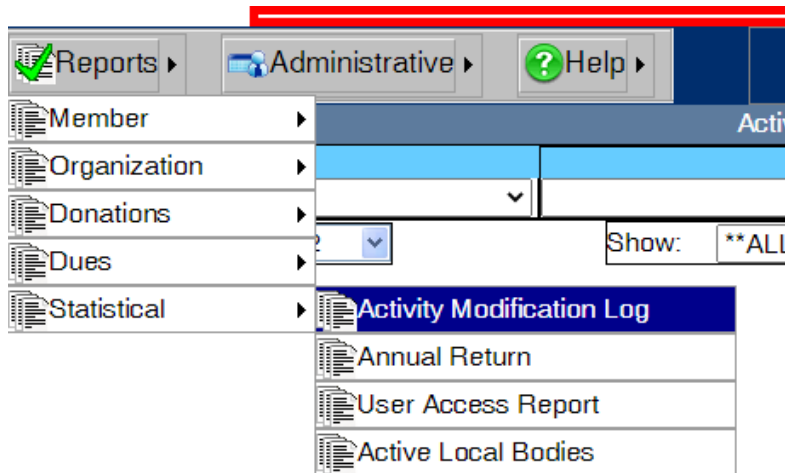 Reports Administrative Help
Member
Organization
Donations
Dues
Statistical
Show: **ALL
Activity Modification Log
Annual Return
User Access Report
Active Local Bodies